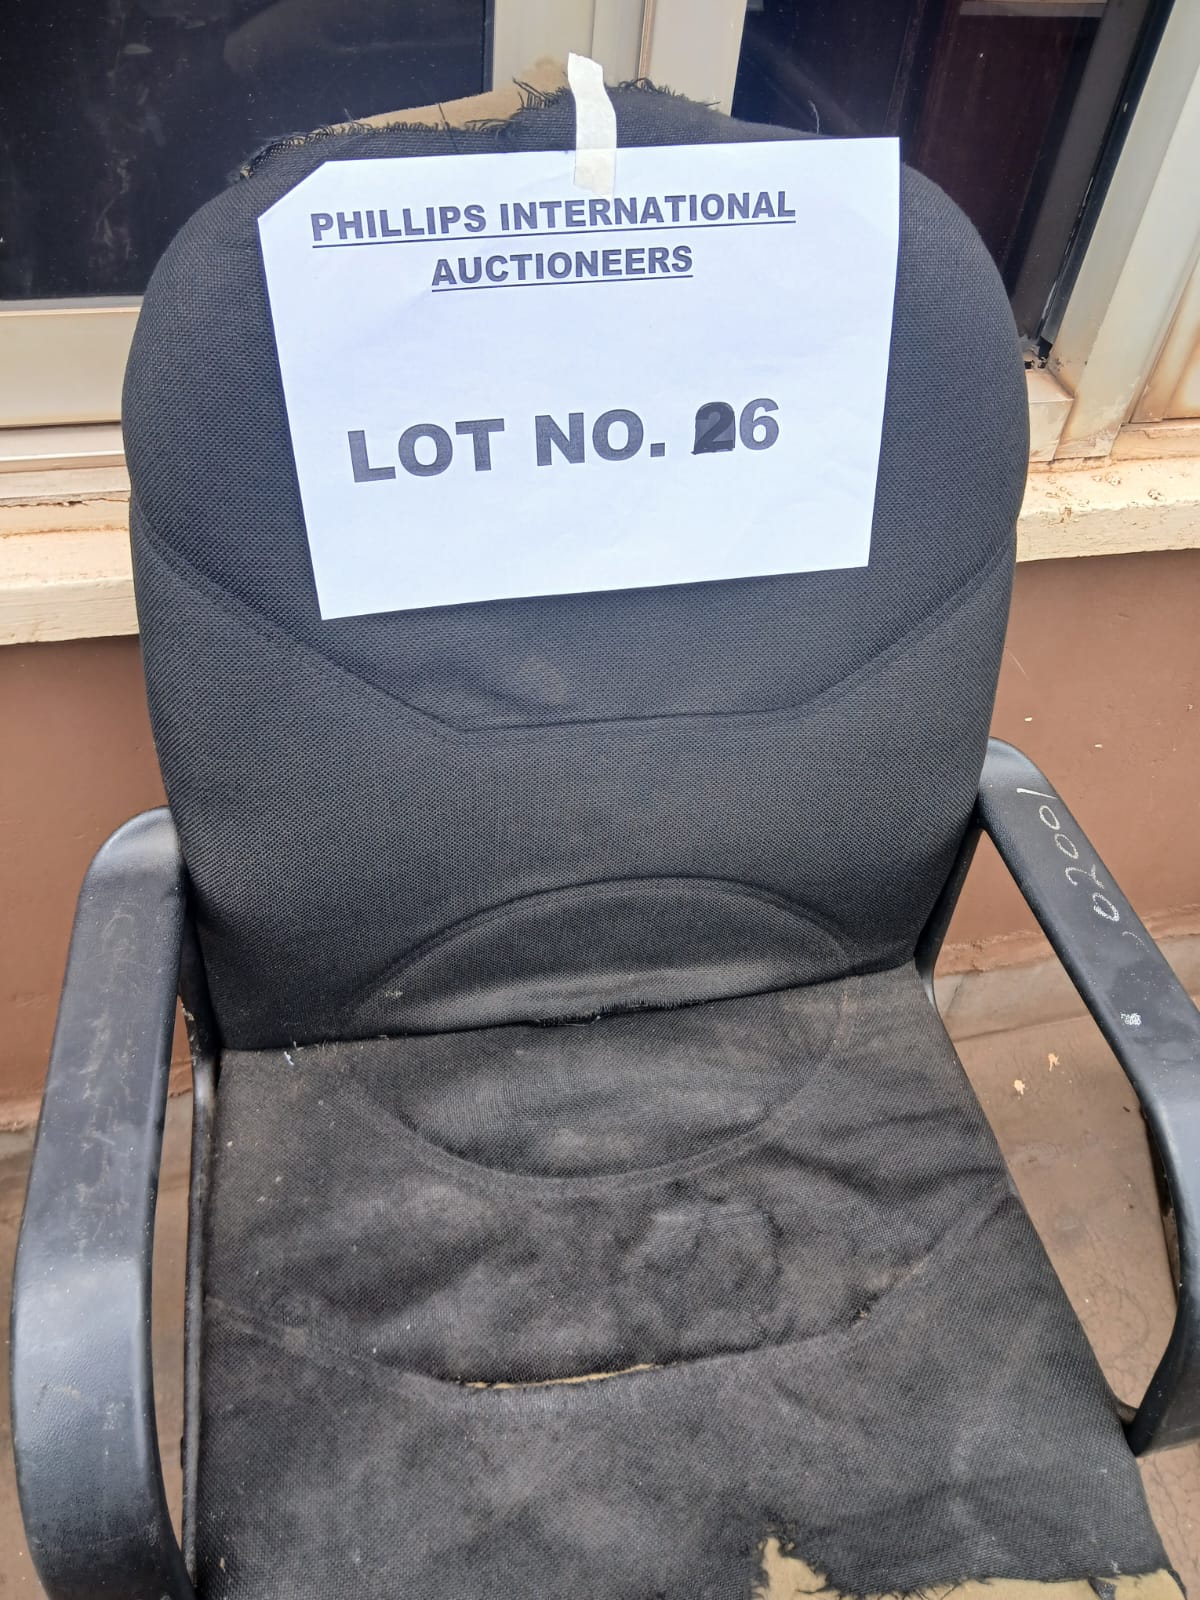 PHILLIPS INTERNATIONAL
AUCTIONEERS
LOT NO. 26